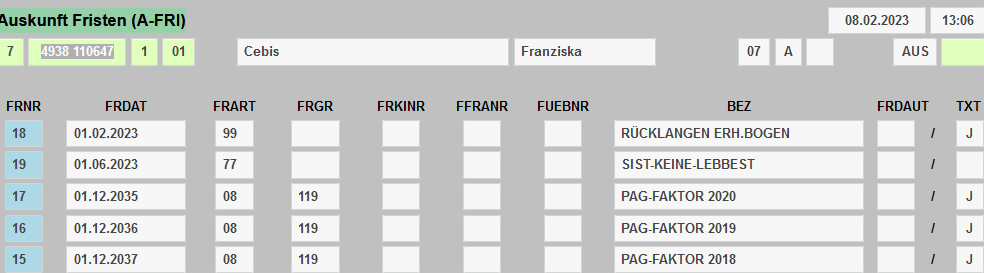 Auskunft Fristen (A-FRI) 08.02.2023 13:06
7 4938 110647 1 01 Cebis Franziska 07 A AUS
FRNR FRDAT FRART FRGR FRKINR FFRANR FUEBNR BEZ FRDAUT TXT
18 01.02.2023 99 RÜCKLANGEN ERH.BOGEN / J
19 01.06.2023 77 SIST-KEINE-LEBBEST /
17 01.12.2035 08 119 PAG-FAKTOR 2020 / J
16 01.12.2036 08 119 PAG-FAKTOR 2019 / J
15 01.12.2037 08 119 PAG-FAKTOR 2018 / J